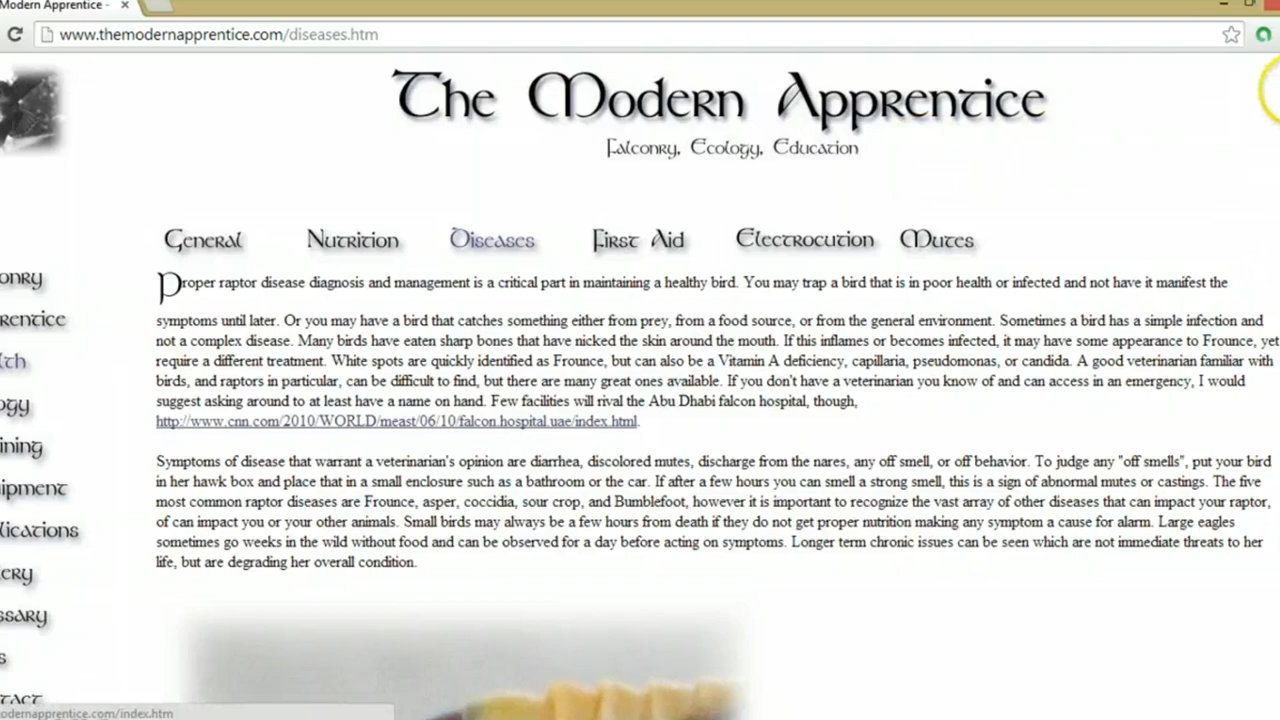 Modern Apprentice -
www.themodernapprentice.com/diseases.htm
The Modern Apprentice
Falconry, Ecology, Education
General Nutrition Diseases First Aid Electrocution Mutes
Proper raptor disease diagnosis and management is a critical part in maintaining a healthy bird. You may trap a bird that is in poor health or infected and not have it manifest the
symptoms until later. Or you may have a bird that catches something either from prey, from a food source, or from the general environment. Sometimes a bird has a simple infection and
not a complex disease. Many birds have eaten sharp bones that have nicked the skin around the mouth. If this inflames or becomes infected, it may have some appearance to Frounce, yet
require a different treatment. White spots are quickly identified as Frounce, but can also be a Vitamin A deficiency, capillaria, pseudomonas, or candida. A good veterinarian familiar with
birds, and raptors in particular, can be difficult to find, but there are many great ones available. If you don't have a veterinarian you know of and can access in an emergency, I would
suggest asking around to at least have a name on hand. Few facilities will rival the Abu Dhabi falcon hospital, though,
http://www.cnn.com/2010/WORLD/meast/06/10/falcon.hospital.uae/index.html.
Symptoms of disease that warrant a veterinarian's opinion are diarrhea, discolored mutes, discharge from the nares, any off smell, or off behavior. To judge any "off smells", put your bird
in her hawk box and place that in a small enclosure such as a bathroom or the car. If after a few hours you can smell a strong smell, this is a sign of abnormal mutes or castings. The five
most common raptor diseases are Frounce, asper, coccidia, sour crop, and Bumblefoot, however it is important to recognize the vast array of other diseases that can impact your raptor,
of can impact you or your other animals. Small birds may always be a few hours from death if they do not get proper nutrition making any symptom a cause for alarm. Large eagles
sometimes go weeks in the wild without food and can be observed for a day before acting on symptoms. Longer term chronic issues can be seen which are not immediate threats to her
life, but are degrading her overall condition.
onry
rentice
lth
ogy
ining
ipment
lications
ery
ssary
s
tact
odernapprentice.com/index.htm